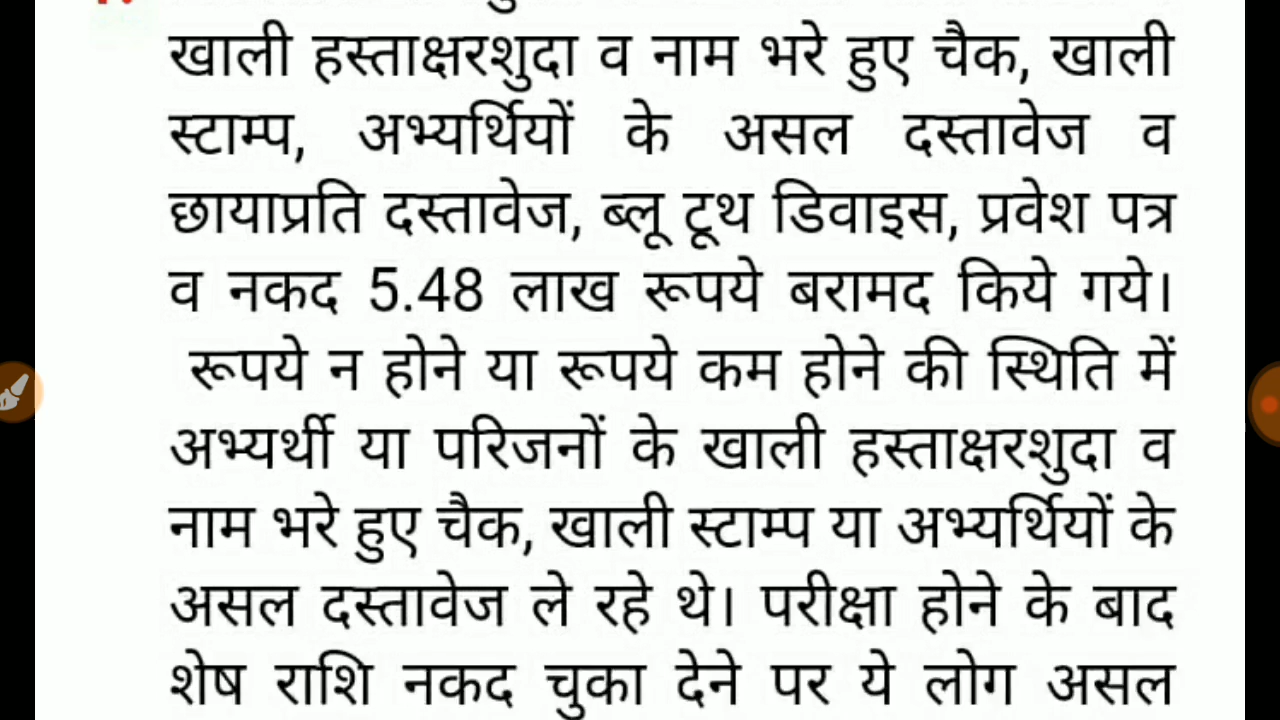 खाली हस्ताक्षरशुदा व नाम भरे हुए चैक, खाली
स्टाम्प, अभ्यर्थियों के असल दस्तावेज व
छायाप्रति दस्तावेज, ब्लू टूथ डिवाइस, प्रवेश पत्र
व नकद 5.48 लाख रूपये बरामद किये गये।
रूपये न होने या रूपये कम होने की स्थिति में
अभ्यर्थी या परिजनों के खाली हस्ताक्षरशुदा व
नाम भरे हुए चैक, खाली स्टाम्प या अभ्यर्थियों के
असल दस्तावेज ले रहे थे। परीक्षा होने के बाद
शेष राशि नकद चुका देने पर ये लोग असल